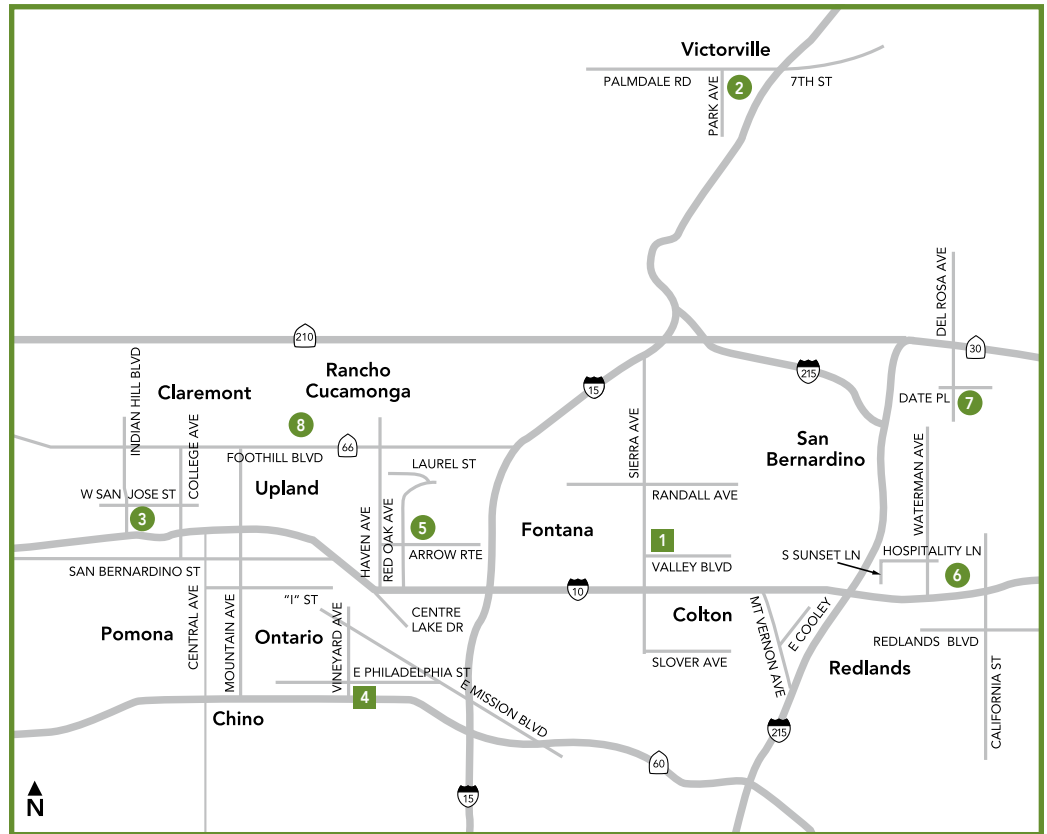 Victorville
PALMDALE RD
2
7TH ST
PARK AVE
DEL ROSA AVE
210
30
Rancho
Cucamonga
15
215
Claremont
INDIAN HILL BLVD
DATE PL
7
8
66
FOOTHILL BLVD
COLLEGE AVE
SIERRA AVE
San
Bernardino
LAUREL ST
Upland
WATERMAN AVE
W SAN JOSE ST
RANDALL AVE
3
HAVEN AVE
RED OAK AVE
5
Fontana
1
ARROW RTE
VALLEY BLVD
S SUNSET LN
HOSPITALITY LN
6
SAN BERNARDINO ST
10
"I" ST
CENTRE
LAKE DR
Colton
MT VERNON AVE
E COOLEY
Pomona
CENTRAL AVE
MOUNTAIN AVE
Ontario
VINEYARD AVE
REDLANDS BLVD
SLOVER AVE
Redlands
E PHILADELPHIA ST
4
E MISSION BLVD
CALIFORNIA ST
Chino
215
60
15
N